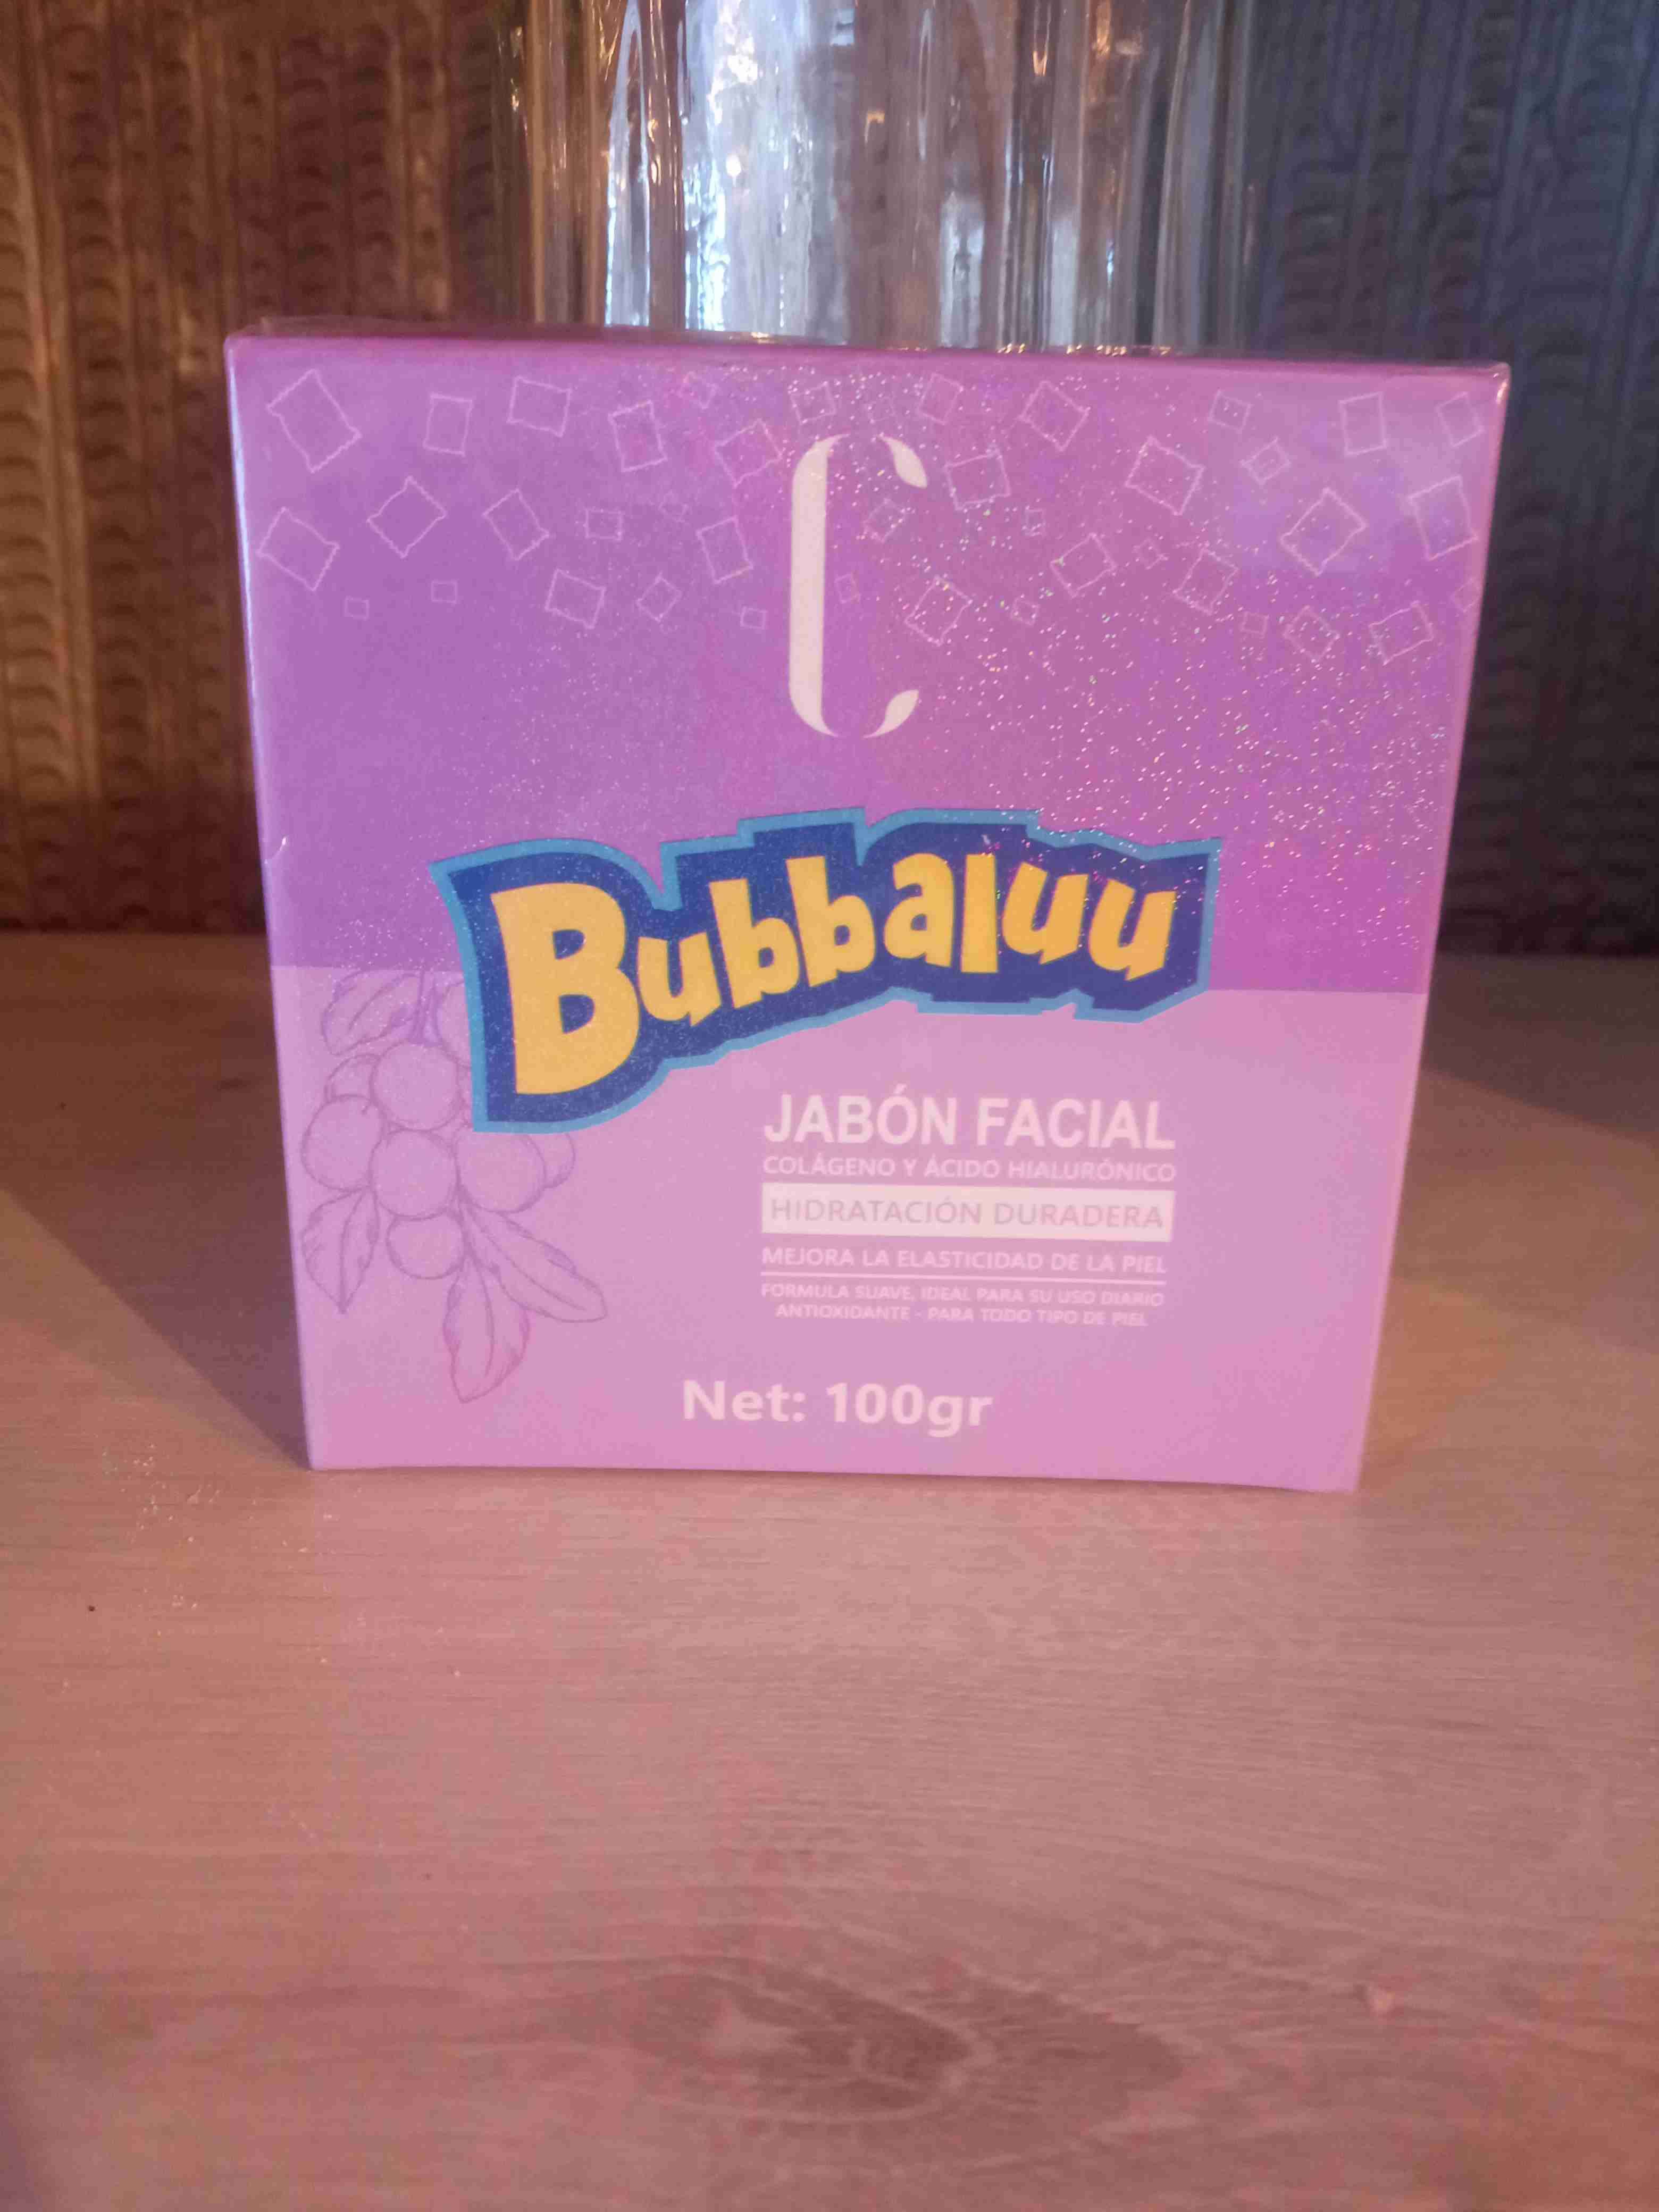 C
Bubbaluu
JABÓN FACIAL
COLÁGENO Y ÁCIDO HIALURÓNICO
HIDRATACIÓN DURADERA
MEJORA LA ELASTICIDAD DE LA PIEL
FORMULA SUAVE, IDEAL PARA SU USO DIARIO
ANTIOXIDANTE - PARA TODO TIPO DE PIEL
Net: 100gr